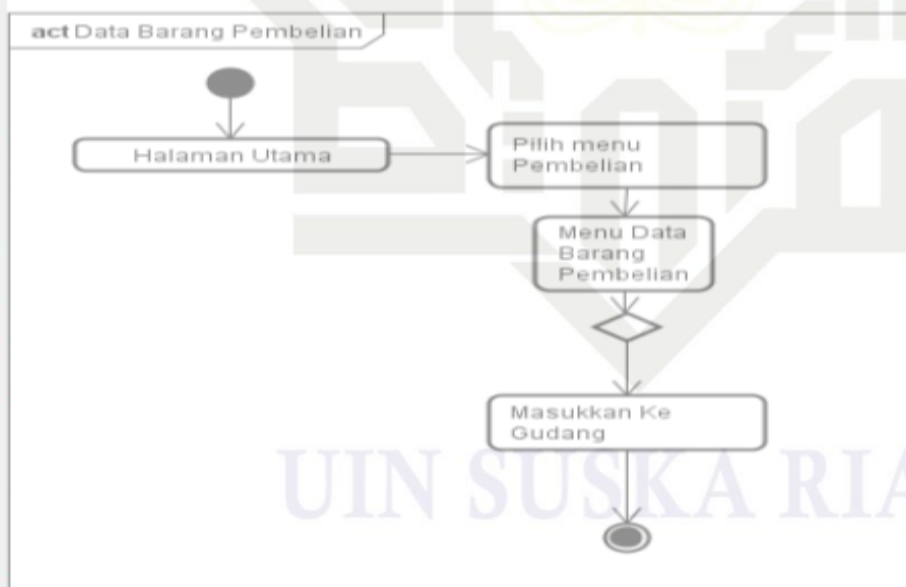 act Data Barang Pembelian
Halaman Utama
Pilih menu
Pembelian
Menu Data
Barang
Pembelian
Masukkan Ke
Gudang
UIN SUSKA RIA